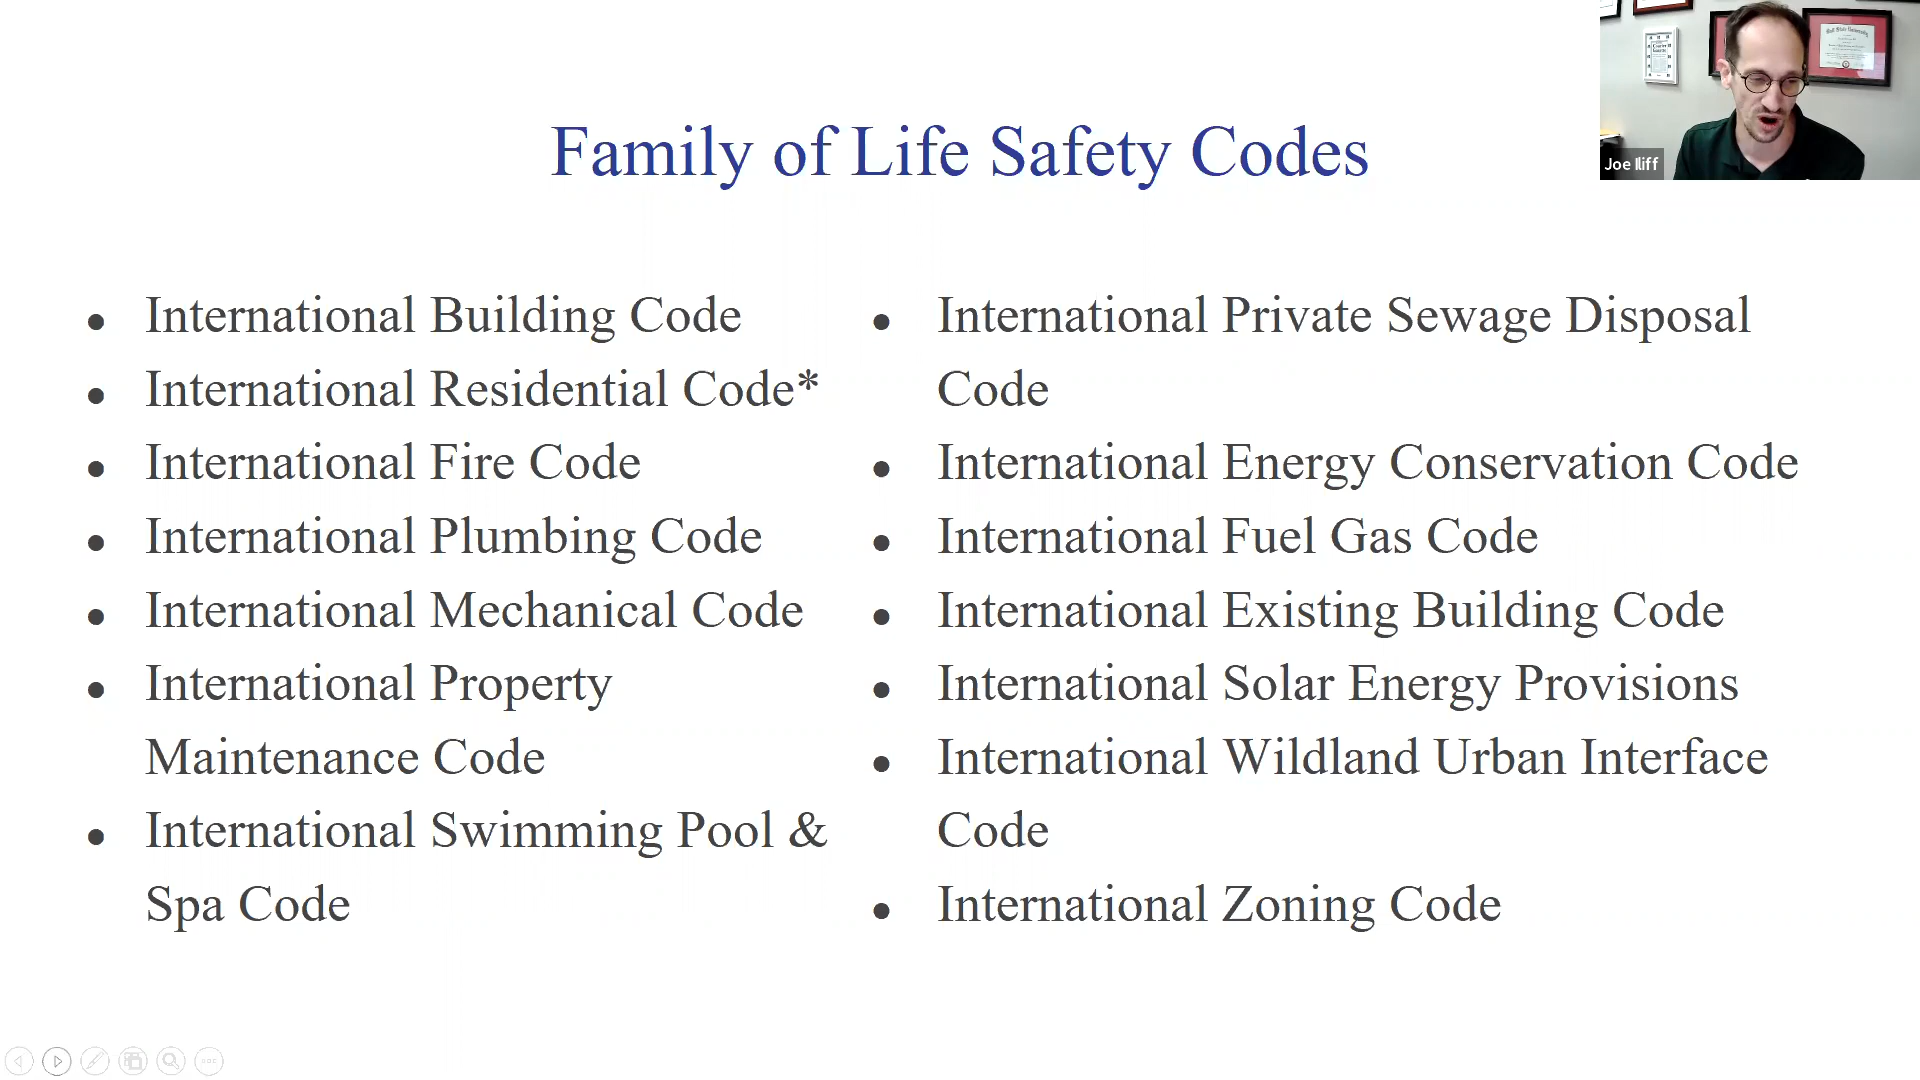 Family of Life Safety Codes
International Building Code
International Residential Code*
International Fire Code
International Plumbing Code
International Mechanical Code
International Property
Maintenance Code
International Swimming Pool &
Spa Code
International Private Sewage Disposal
Code
International Energy Conservation Code
International Fuel Gas Code
International Existing Building Code
International Solar Energy Provisions
International Wildland Urban Interface
Code
International Zoning Code
Joe Iliff